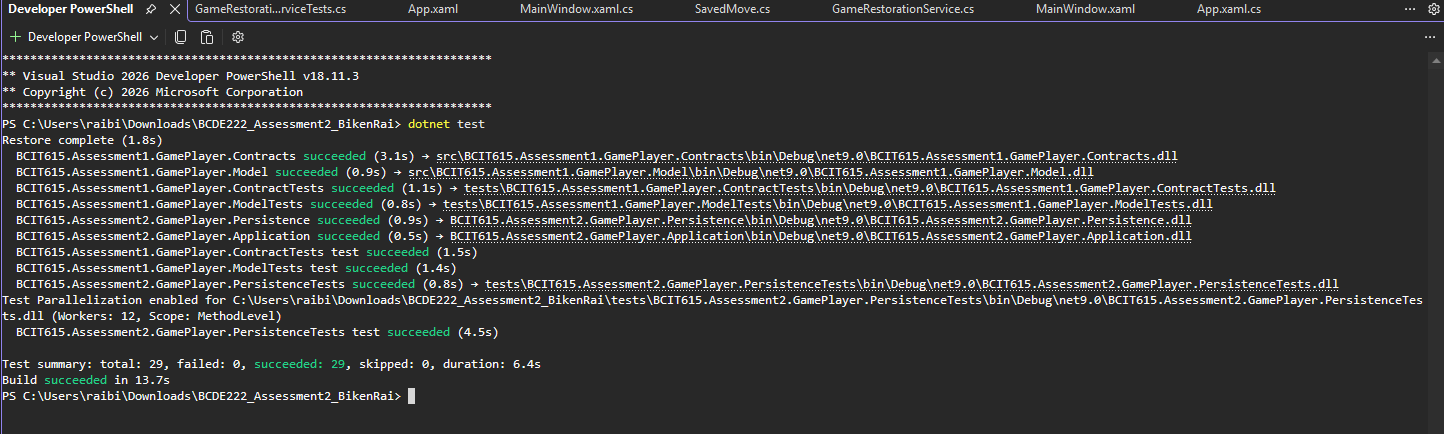 Developer PowerShell
GameRestorati...rviceTests.cs
App.xaml
MainWindow.xaml.cs
SavedMove.cs
GameRestorationService.cs
MainWindow.xaml
App.xaml.cs
Developer PowerShell
**********************************************************************
** Visual Studio 2026 Developer PowerShell v18.11.3
** Copyright (c) 2026 Microsoft Corporation
**********************************************************************
PS C:\Users\raibi\Downloads\BCDE222_Assessment2_BikenRai> dotnet test
Restore complete (1.8s)
  BCIT615.Assessment1.GamePlayer.Contracts succeeded (3.1s) → src\BCIT615.Assessment1.GamePlayer.Contracts\bin\Debug\net9.0\BCIT615.Assessment1.GamePlayer.Contracts.dll
  BCIT615.Assessment1.GamePlayer.Model succeeded (0.9s) → src\BCIT615.Assessment1.GamePlayer.Model\bin\Debug\net9.0\BCIT615.Assessment1.GamePlayer.Model.dll
  BCIT615.Assessment1.GamePlayer.ContractTests succeeded (1.1s) → tests\BCIT615.Assessment1.GamePlayer.ContractTests\bin\Debug\net9.0\BCIT615.Assessment1.GamePlayer.ContractTests.dll
  BCIT615.Assessment1.GamePlayer.ModelTests succeeded (0.8s) → tests\BCIT615.Assessment1.GamePlayer.ModelTests\bin\Debug\net9.0\BCIT615.Assessment1.GamePlayer.ModelTests.dll
  BCIT615.Assessment2.GamePlayer.Persistence succeeded (0.9s) → BCIT615.Assessment2.GamePlayer.Persistence\bin\Debug\net9.0\BCIT615.Assessment2.GamePlayer.Persistence.dll
  BCIT615.Assessment2.GamePlayer.Application succeeded (0.5s) → BCIT615.Assessment2.GamePlayer.Application\bin\Debug\net9.0\BCIT615.Assessment2.GamePlayer.Application.dll
  BCIT615.Assessment1.GamePlayer.ContractTests test succeeded (1.5s)
  BCIT615.Assessment1.GamePlayer.ModelTests test succeeded (1.4s)
  BCIT615.Assessment2.GamePlayer.PersistenceTests succeeded (0.8s) → tests\BCIT615.Assessment2.GamePlayer.PersistenceTests\bin\Debug\net9.0\BCIT615.Assessment2.GamePlayer.PersistenceTests.dll
Test Parallelization enabled for C:\Users\raibi\Downloads\BCDE222_Assessment2_BikenRai\tests\BCIT615.Assessment2.GamePlayer.PersistenceTests\bin\Debug\net9.0\BCIT615.Assessment2.GamePlayer.PersistenceTes
ts.dll (Workers: 12, Scope: MethodLevel)
  BCIT615.Assessment2.GamePlayer.PersistenceTests test succeeded (4.5s)
Test summary: total: 29, failed: 0, succeeded: 29, skipped: 0, duration: 6.4s
Build succeeded in 13.7s
PS C:\Users\raibi\Downloads\BCDE222_Assessment2_BikenRai>